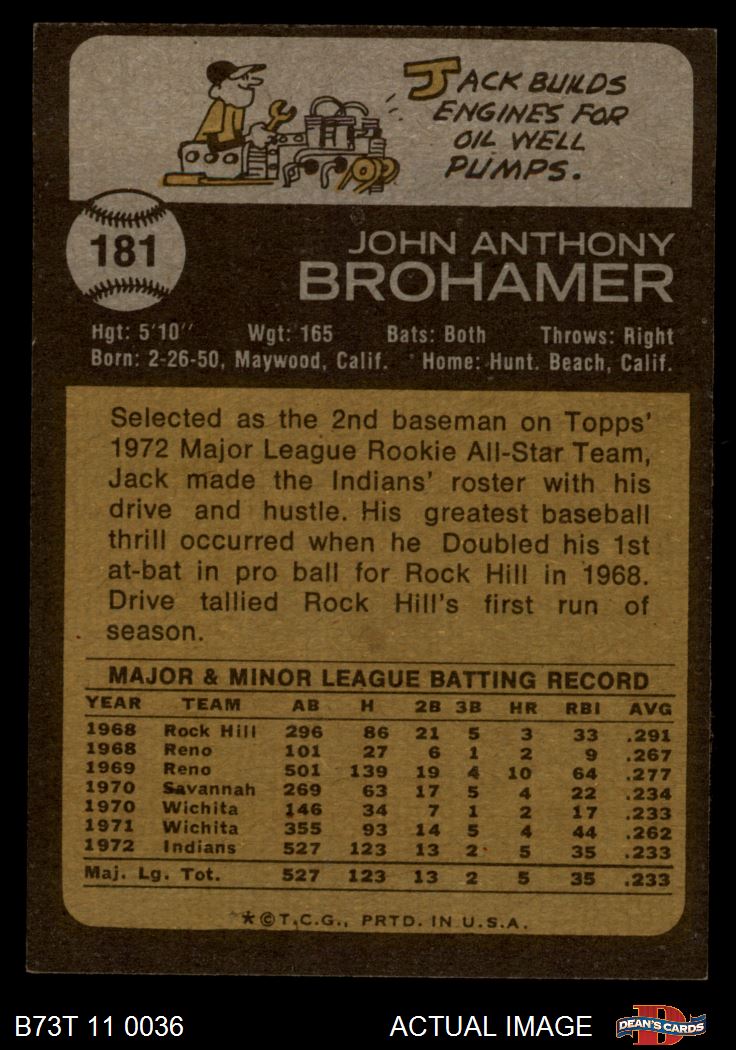 JACK BUILDS
ENGINES FOR
OIL WELL
PUMPS.
181
JOHN ANTHONY
BROHAMER
Hgt: 5'10" Wgt: 165 Bats: Both Throws: Right
Born: 2-26-50, Maywood, Calif. Home: Hunt. Beach, Calif.
Selected as the 2nd baseman on Topps'
1972 Major League Rookie All-Star Team,
Jack made the Indians' roster with his
drive and hustle. His greatest baseball
thrill occurred when he Doubled his 1st
at-bat in pro ball for Rock Hill in 1968.
Drive tallied Rock Hill's first run of
season.
MAJOR & MINOR LEAGUE BATTING RECORD
YEAR TEAM AB H 2B 3B HR RBI AVG
1968 Rock Hill 296 86 21 5 3 33 .291
1968 Reno 101 27 6 1 2 9 .267
1969 Reno 501 139 19 4 10 64 .277
1970 Savannah 269 63 17 5 4 22 .234
1970 Wichita 146 34 7 1 2 17 .233
1971 Wichita 355 93 14 5 4 44 .262
1972 Indians 527 123 13 2 5 35 .233
Maj. Lg. Tot. 527 123 13 2 5 35 .233
*©T.C.G., PRTD. IN U.S.A.
B73T 11 0036 ACTUAL IMAGE
D
DEAN'S CARDS